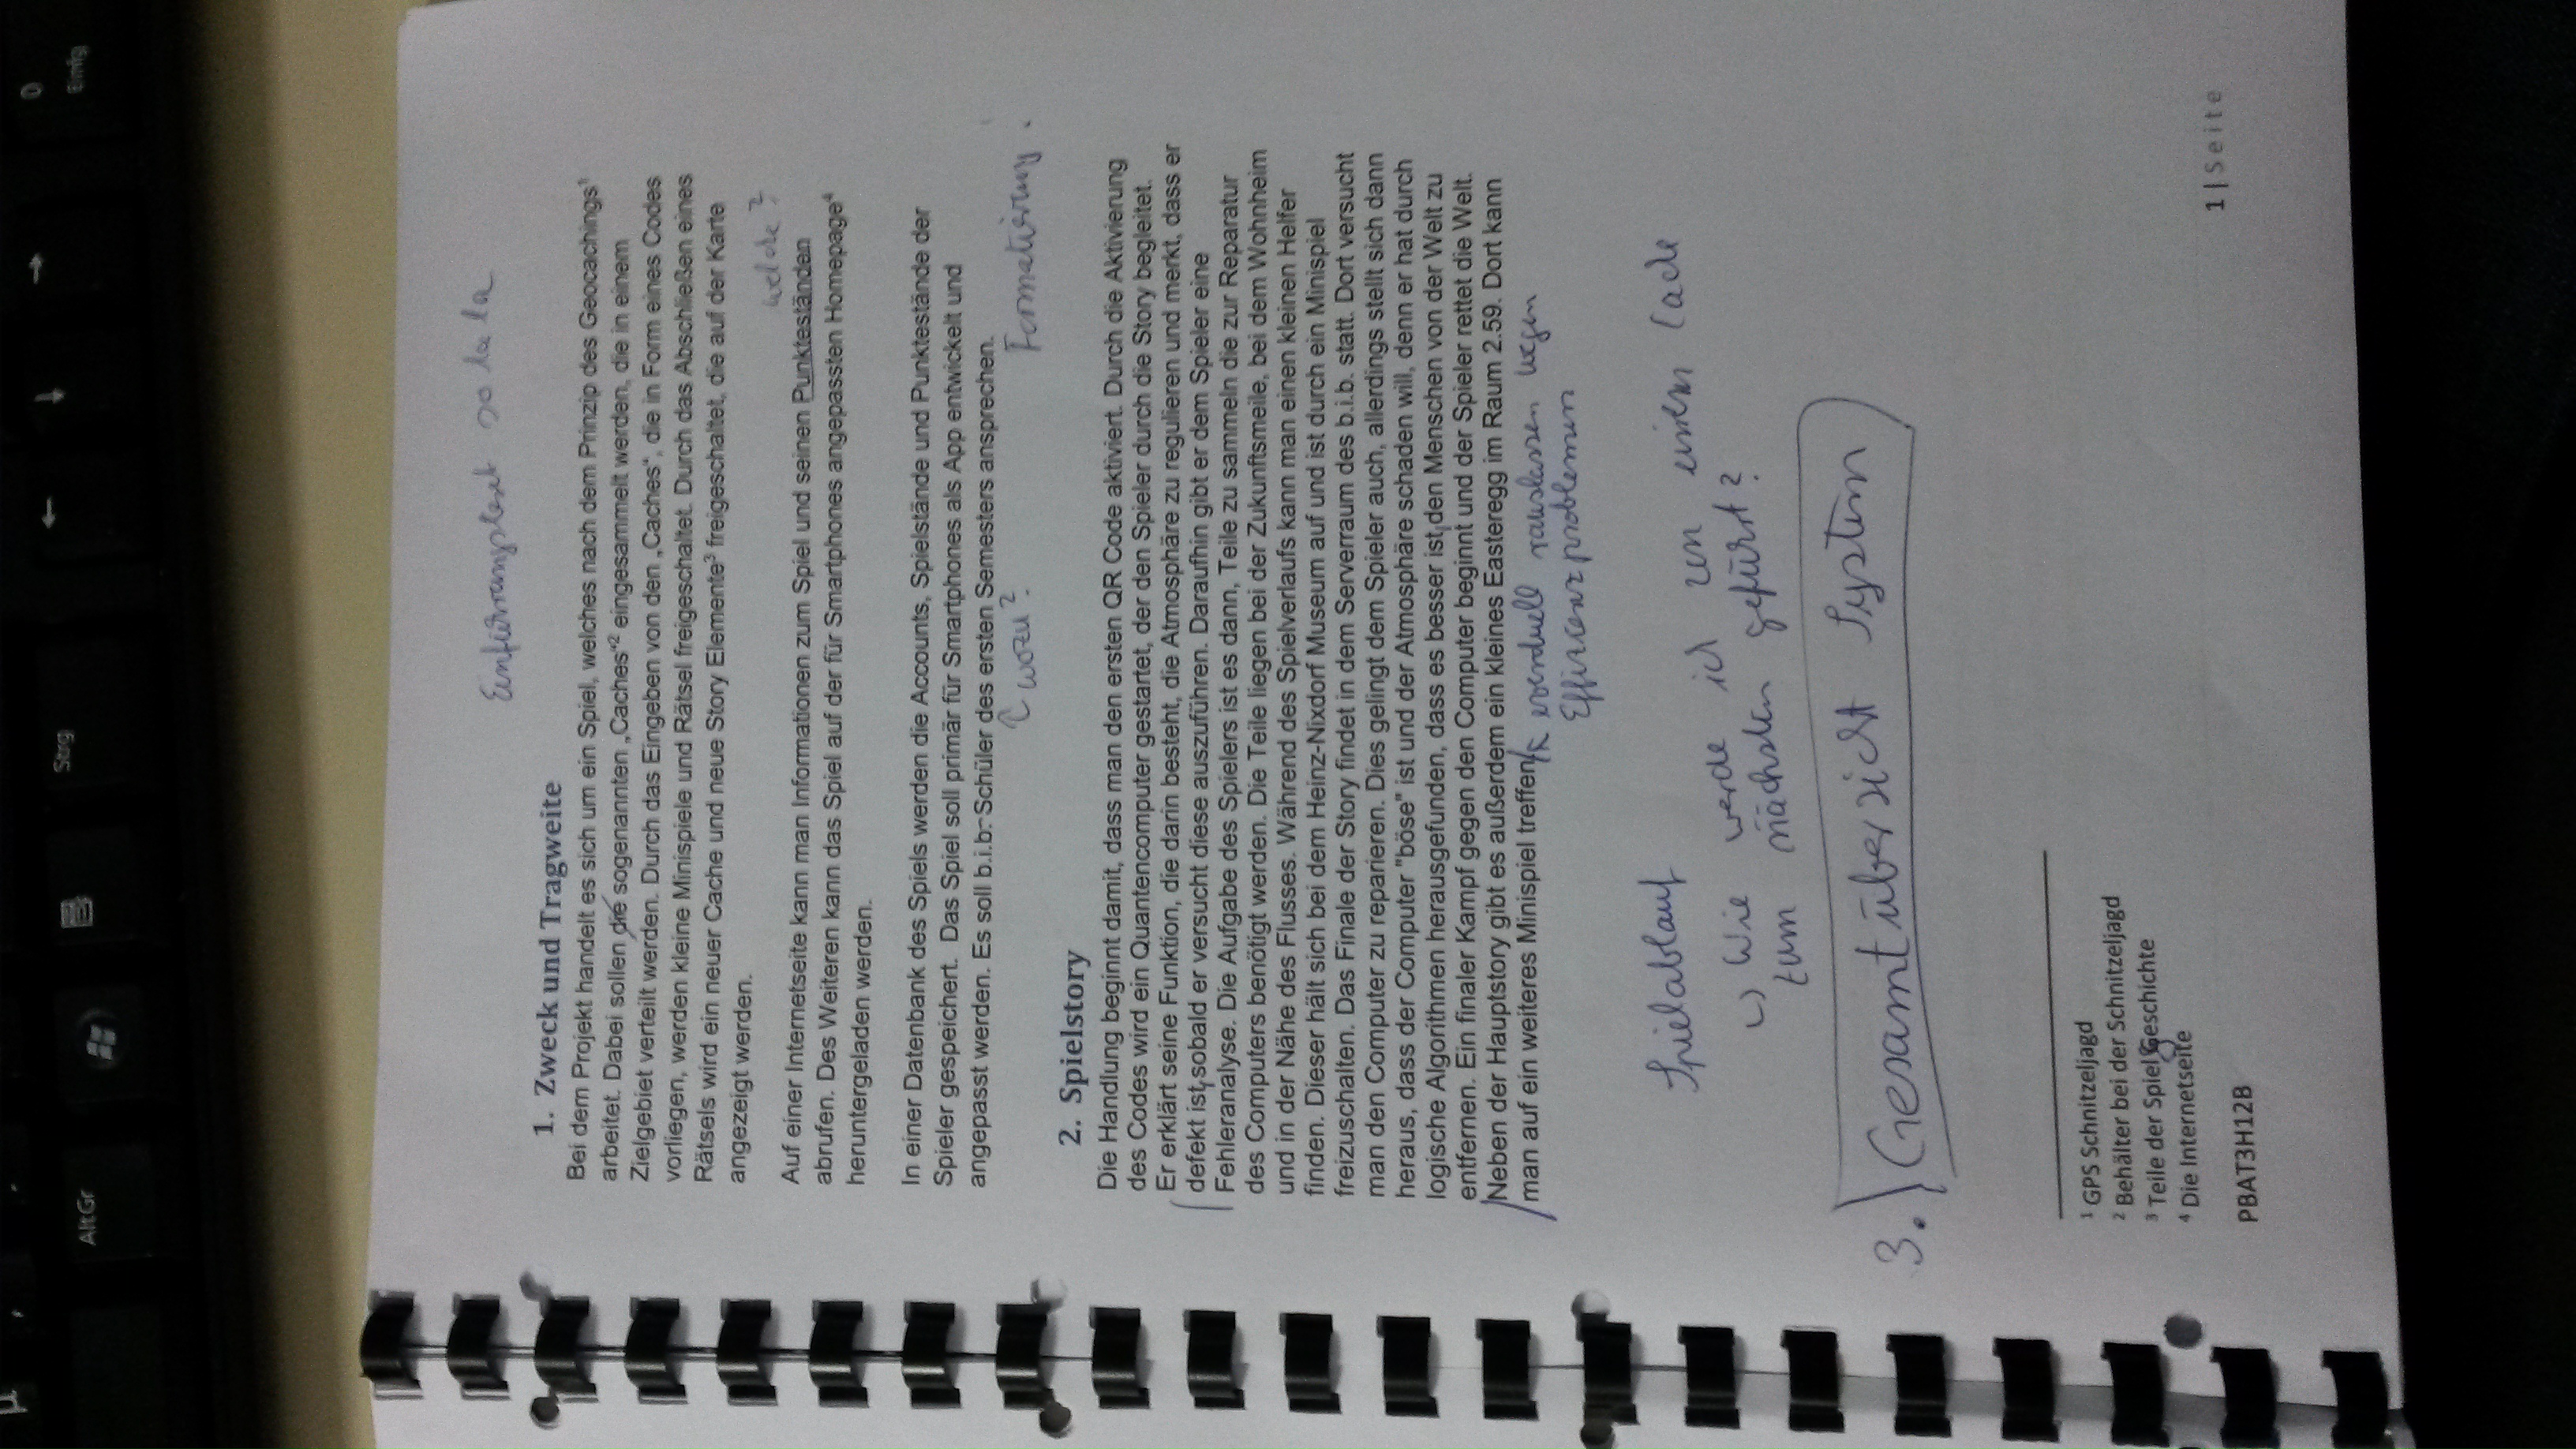 Einführungstext so la la
1. Zweck und Tragweite
Bei dem Projekt handelt es sich um ein Spiel, welches nach dem Prinzip des Geocachings¹
arbeitet. Dabei sollen die sogenannten „Caches“² eingesammelt werden, die in einem
Zielgebiet verteilt werden. Durch das Eingeben von den „Caches“, die in Form eines Codes
vorliegen, werden kleine Minispiele und Rätsel freigeschaltet. Durch das Abschließen eines
Rätsels wird ein neuer Cache und neue Story Elemente³ freigeschaltet, die auf der Karte
angezeigt werden.
welche?
Auf einer Internetseite kann man Informationen zum Spiel und seinen Punkteständen
abrufen. Des Weiteren kann das Spiel auf der für Smartphones angepassten Homepage⁴
heruntergeladen werden.
In einer Datenbank des Spiels werden die Accounts, Spielstände und Punktestände der
Spieler gespeichert. Das Spiel soll primär für Smartphones als App entwickelt und
angepasst werden. Es soll b.i.b-Schüler des ersten Semesters ansprechen.
wozu? Formatierung.
2. Spielstory
Die Handlung beginnt damit, dass man den ersten QR Code aktiviert. Durch die Aktivierung
des Codes wird ein Quantencomputer gestartet, der den Spieler durch die Story begleitet.
Er erklärt seine Funktion, die darin besteht, die Atmosphäre zu regulieren und merkt, dass er
defekt ist, sobald er versucht diese auszuführen. Daraufhin gibt er dem Spieler eine
Fehleranalyse. Die Aufgabe des Spielers ist es dann, Teile zu sammeln die zur Reparatur
des Computers benötigt werden. Die Teile liegen bei der Zukunftsmeile, bei dem Wohnheim
und in der Nähe des Flusses. Während des Spielverlaufs kann man einen kleinen Helfer
finden. Dieser hält sich bei dem Heinz-Nixdorf Museum auf und ist durch ein Minispiel
freizuschalten. Das Finale der Story findet in dem Serverraum des b.i.b. statt. Dort versucht
man den Computer zu reparieren. Dies gelingt dem Spieler auch, allerdings stellt sich dann
heraus, dass der Computer "böse" ist und der Atmosphäre schaden will, denn er hat durch
logische Algorithmen herausgefunden, dass es besser ist, den Menschen von der Welt zu
entfernen. Ein finaler Kampf gegen den Computer beginnt und der Spieler rettet die Welt.
Neben der Hauptstory gibt es außerdem ein kleines Easteregg im Raum 2.59. Dort kann
man auf ein weiteres Minispiel treffen.
eventuell rauslassen wegen
Effizienzproblemen
Spielablauf
↳ Wie werde ich von einem Cache
zum nächsten geführt?
3.) Gesamtübersicht System
¹ GPS Schnitzeljagd
² Behälter bei der Schnitzeljagd
³ Teile der Spiel Geschichte
⁴ Die Internetseite
PBAT3H12B
1 | Seite
AltGr
Strg
0
Einfg